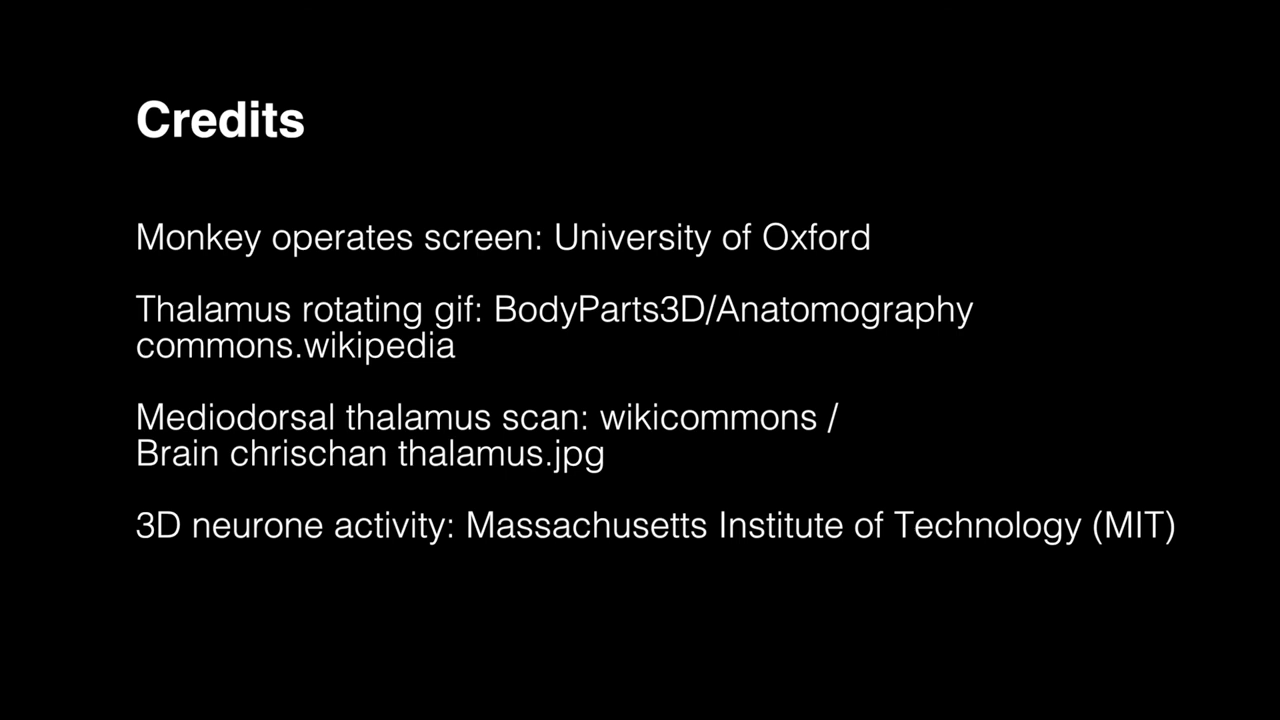 Credits
Monkey operates screen: University of Oxford
Thalamus rotating gif: BodyParts3D/Anatomography
commons.wikipedia
Mediodorsal thalamus scan: wikicommons /
Brain chrischan thalamus.jpg
3D neurone activity: Massachusetts Institute of Technology (MIT)